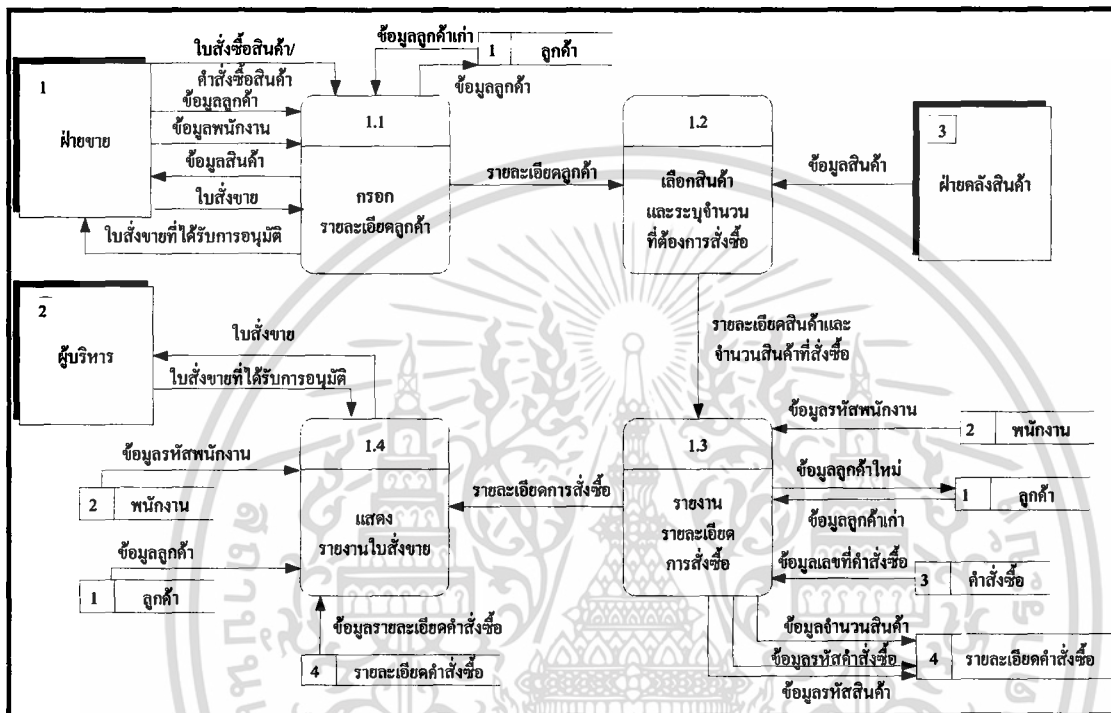 ข้อมูลลูกค้าเก่า
1 ลูกค้า
ใบสั่งซื้อสินค้า/
คำสั่งซื้อสินค้า
ข้อมูลลูกค้า
1
ฝ่ายขาย
ข้อมูลลูกค้า
ข้อมูลพนักงาน
ข้อมูลสินค้า
ใบสั่งขาย
ใบสั่งขายที่ได้รับการอนุมัติ
1.1
กรอก
รายละเอียดลูกค้า
รายละเอียดลูกค้า
1.2
เลือกสินค้า
และระบุจำนวน
ที่ต้องการสั่งซื้อ
ข้อมูลสินค้า
3
ฝ่ายคลังสินค้า
2
ผู้บริหาร
ใบสั่งขาย
ใบสั่งขายที่ได้รับการอนุมัติ
รายละเอียดสินค้าและ
จำนวนสินค้าที่สั่งซื้อ
ข้อมูลรหัสพนักงาน
2 พนักงาน
ข้อมูลลูกค้า
1 ลูกค้า
1.4
แสดง
รายงานใบสั่งขาย
รายละเอียดการสั่งซื้อ
1.3
รายงาน
รายละเอียด
การสั่งซื้อ
ข้อมูลรหัสพนักงาน
2 พนักงาน
ข้อมูลลูกค้าใหม่
1 ลูกค้า
ข้อมูลลูกค้าเก่า
ข้อมูลเลขที่คำสั่งซื้อ
3 คำสั่งซื้อ
ข้อมูลรายละเอียดคำสั่งซื้อ
4 รายละเอียดคำสั่งซื้อ
ข้อมูลจำนวนสินค้า
ข้อมูลรหัสคำสั่งซื้อ
4 รายละเอียดคำสั่งซื้อ
ข้อมูลรหัสสินค้า